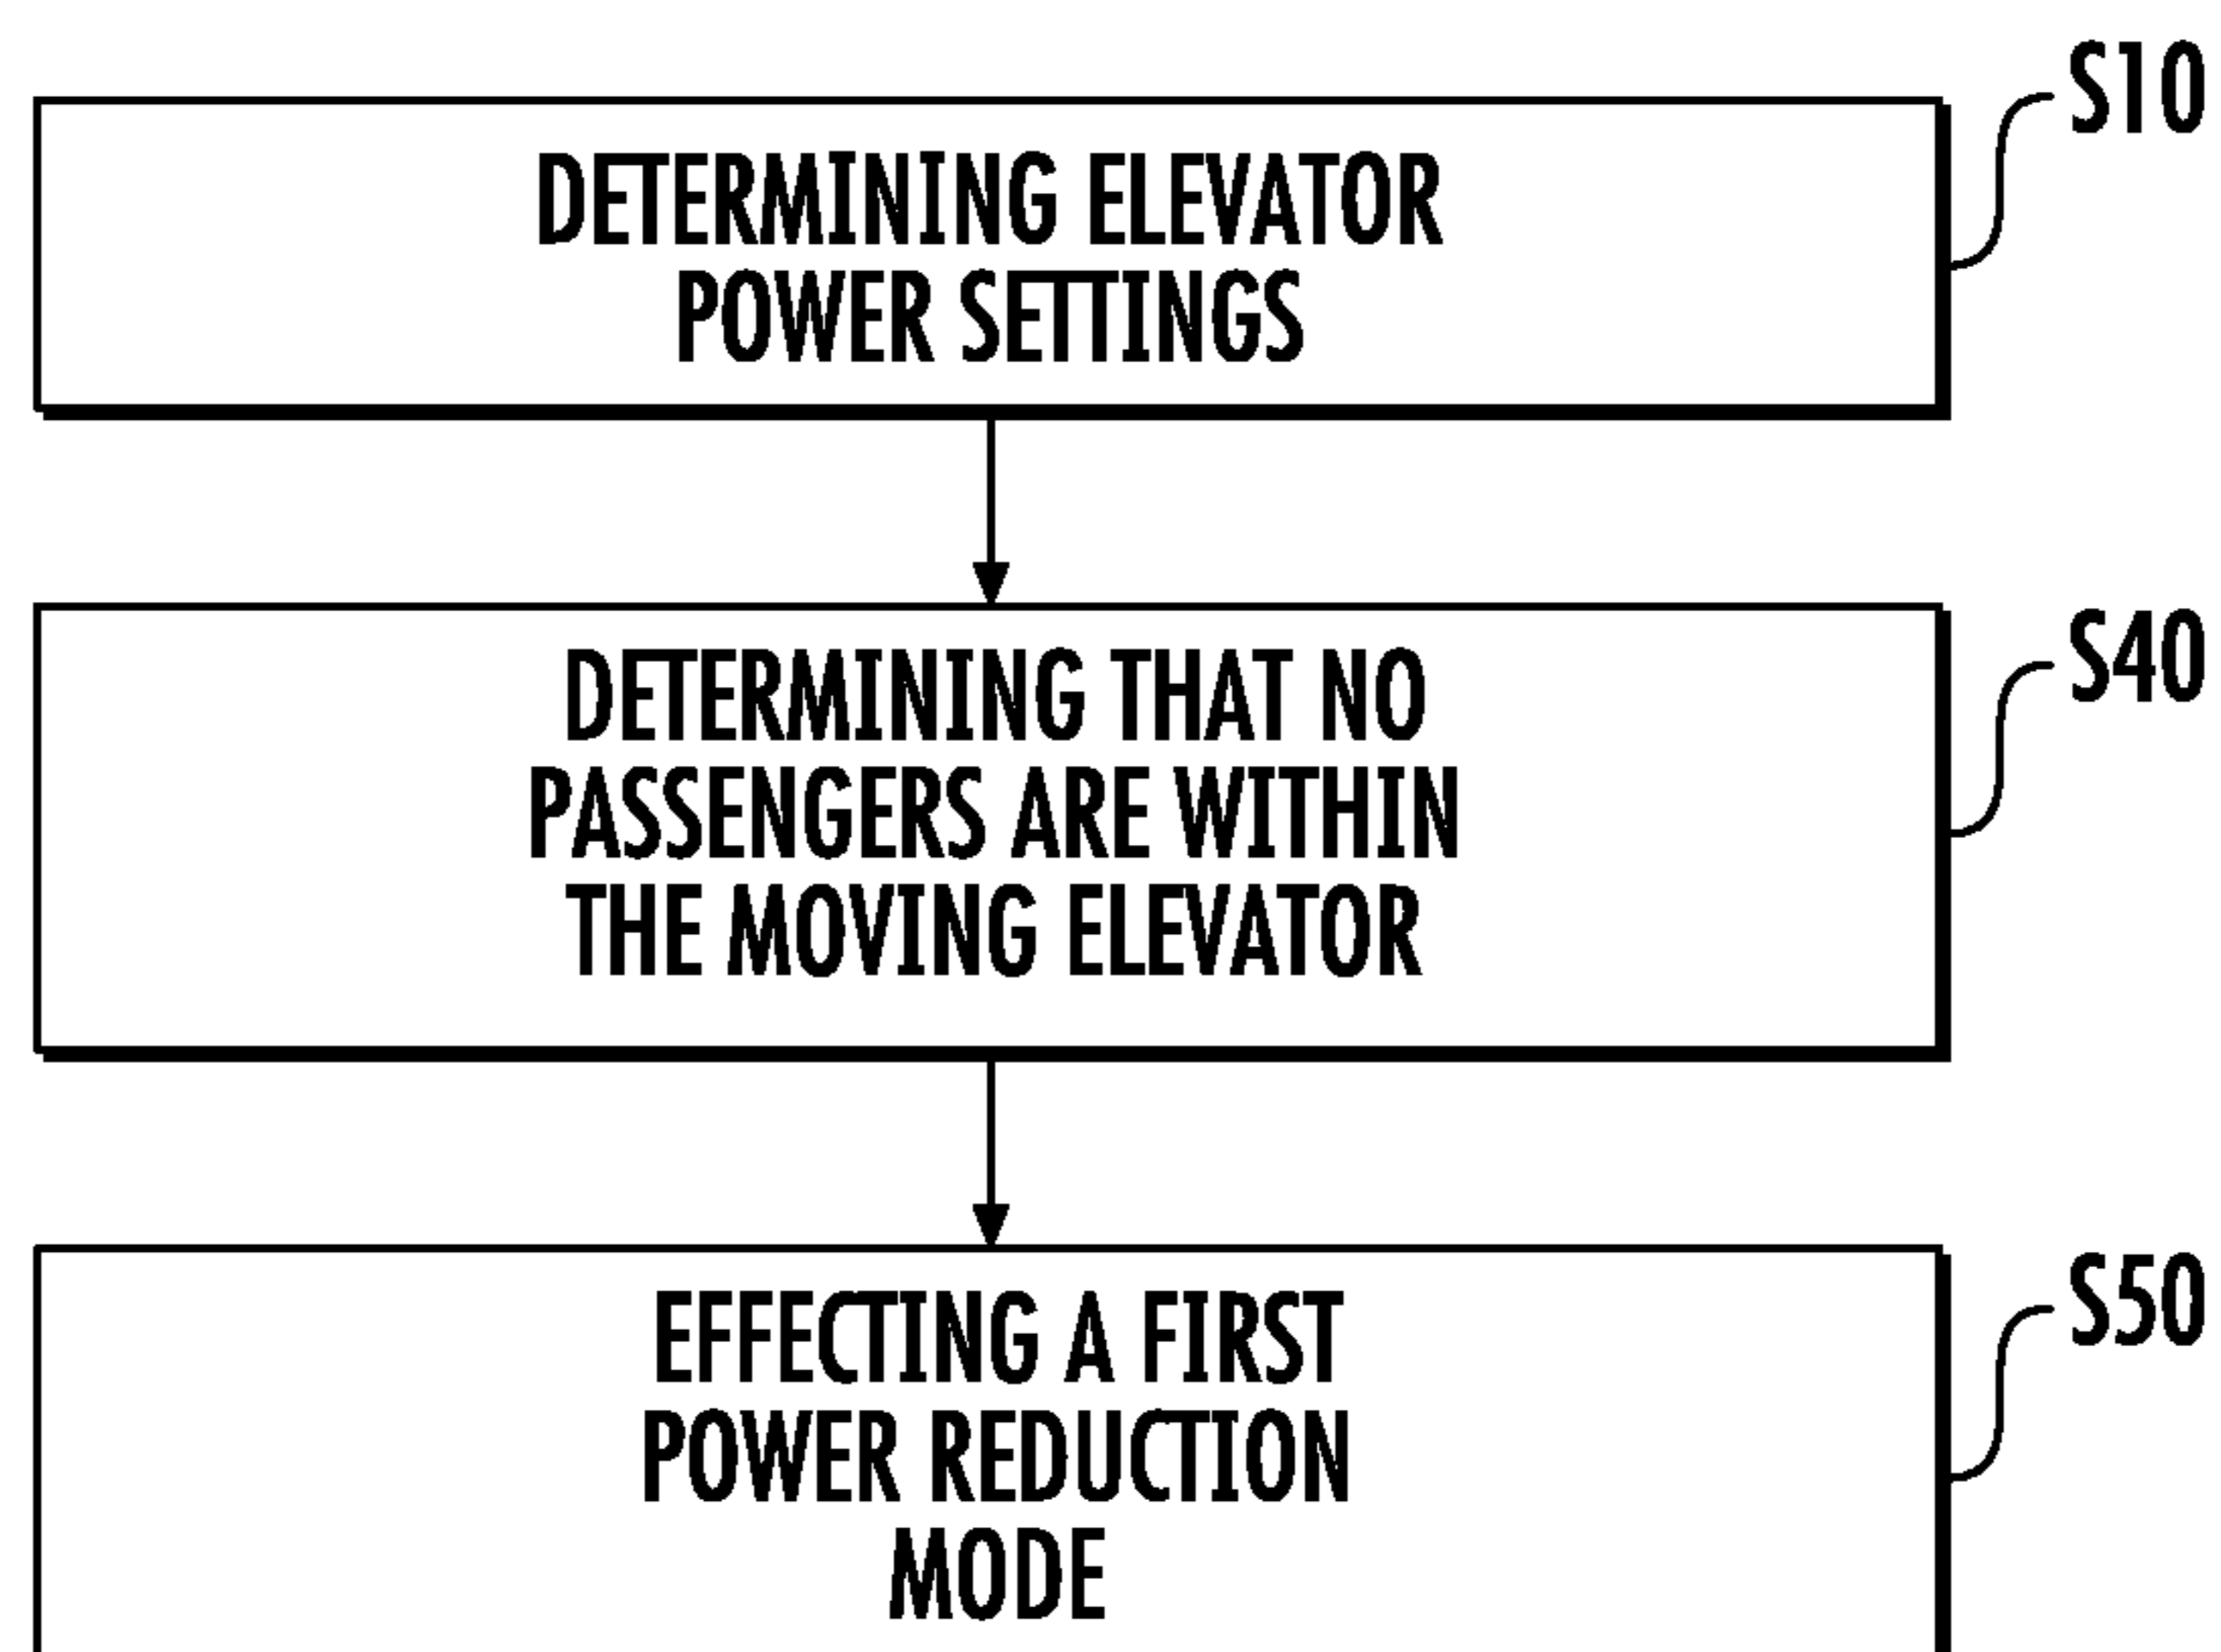 S10
DETERMINING ELEVATOR
POWER SETTINGS
S40
DETERMINING THAT NO
PASSENGERS ARE WITHIN
THE MOVING ELEVATOR
S50
EFFECTING A FIRST
POWER REDUCTION
MODE